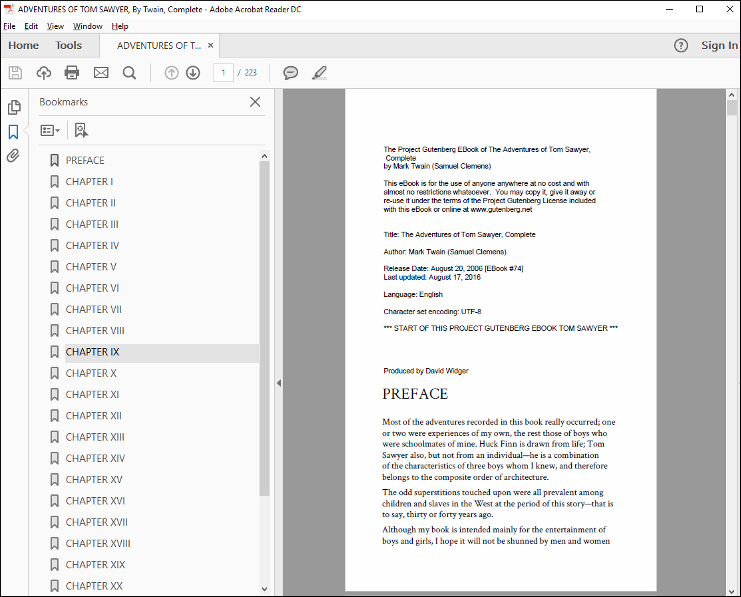 ADVENTURES OF TOM SAWYER, By Twain, Complete - Adobe Acrobat Reader DC
File Edit View Window Help
Home Tools ADVENTURES OF T... × ? Sign In
1 / 223
Bookmarks
PREFACE
CHAPTER I
CHAPTER II
CHAPTER III
CHAPTER IV
CHAPTER V
CHAPTER VI
CHAPTER VII
CHAPTER VIII
CHAPTER IX
CHAPTER X
CHAPTER XI
CHAPTER XII
CHAPTER XIII
CHAPTER XIV
CHAPTER XV
CHAPTER XVI
CHAPTER XVII
CHAPTER XVIII
CHAPTER XIX
CHAPTER XX
The Project Gutenberg EBook of The Adventures of Tom Sawyer,
Complete
by Mark Twain (Samuel Clemens)
This eBook is for the use of anyone anywhere at no cost and with
almost no restrictions whatsoever. You may copy it, give it away or
re-use it under the terms of the Project Gutenberg License included
with this eBook or online at www.gutenberg.net
Title: The Adventures of Tom Sawyer, Complete
Author: Mark Twain (Samuel Clemens)
Release Date: August 20, 2006 [EBook #74]
Last updated: August 17, 2016
Language: English
Character set encoding: UTF-8
*** START OF THIS PROJECT GUTENBERG EBOOK TOM SAWYER ***
Produced by David Widger
PREFACE
Most of the adventures recorded in this book really occurred; one
or two were experiences of my own, the rest those of boys who
were schoolmates of mine. Huck Finn is drawn from life; Tom
Sawyer also, but not from an individual—he is a combination
of the characteristics of three boys whom I knew, and therefore
belongs to the composite order of architecture.
The odd superstitions touched upon were all prevalent among
children and slaves in the West at the period of this story—that is
to say, thirty or forty years ago.
Although my book is intended mainly for the entertainment of
boys and girls, I hope it will not be shunned by men and women